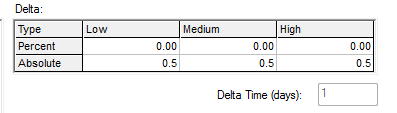 Delta:
Type Low Medium High
Percent 0.00 0.00 0.00
Absolute 0.5 0.5 0.5
Delta Time (days): 1